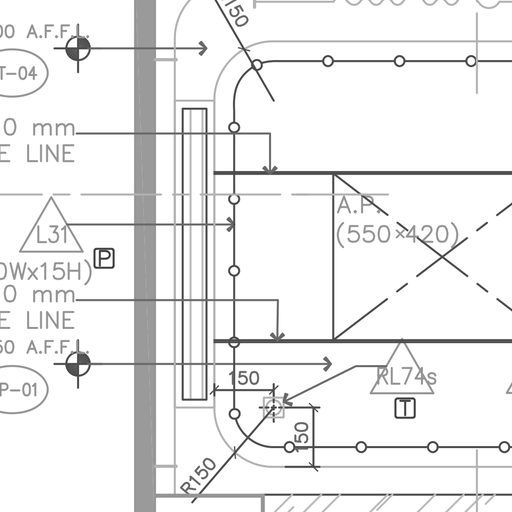 150
00 A.F.F.L.
T-04
0 mm
E LINE
A.P.
(550×420)
L31
P
0Wx15H)
0 mm
E LINE
50 A.F.F.L.
150
RL74s
P-01
T
150
R150